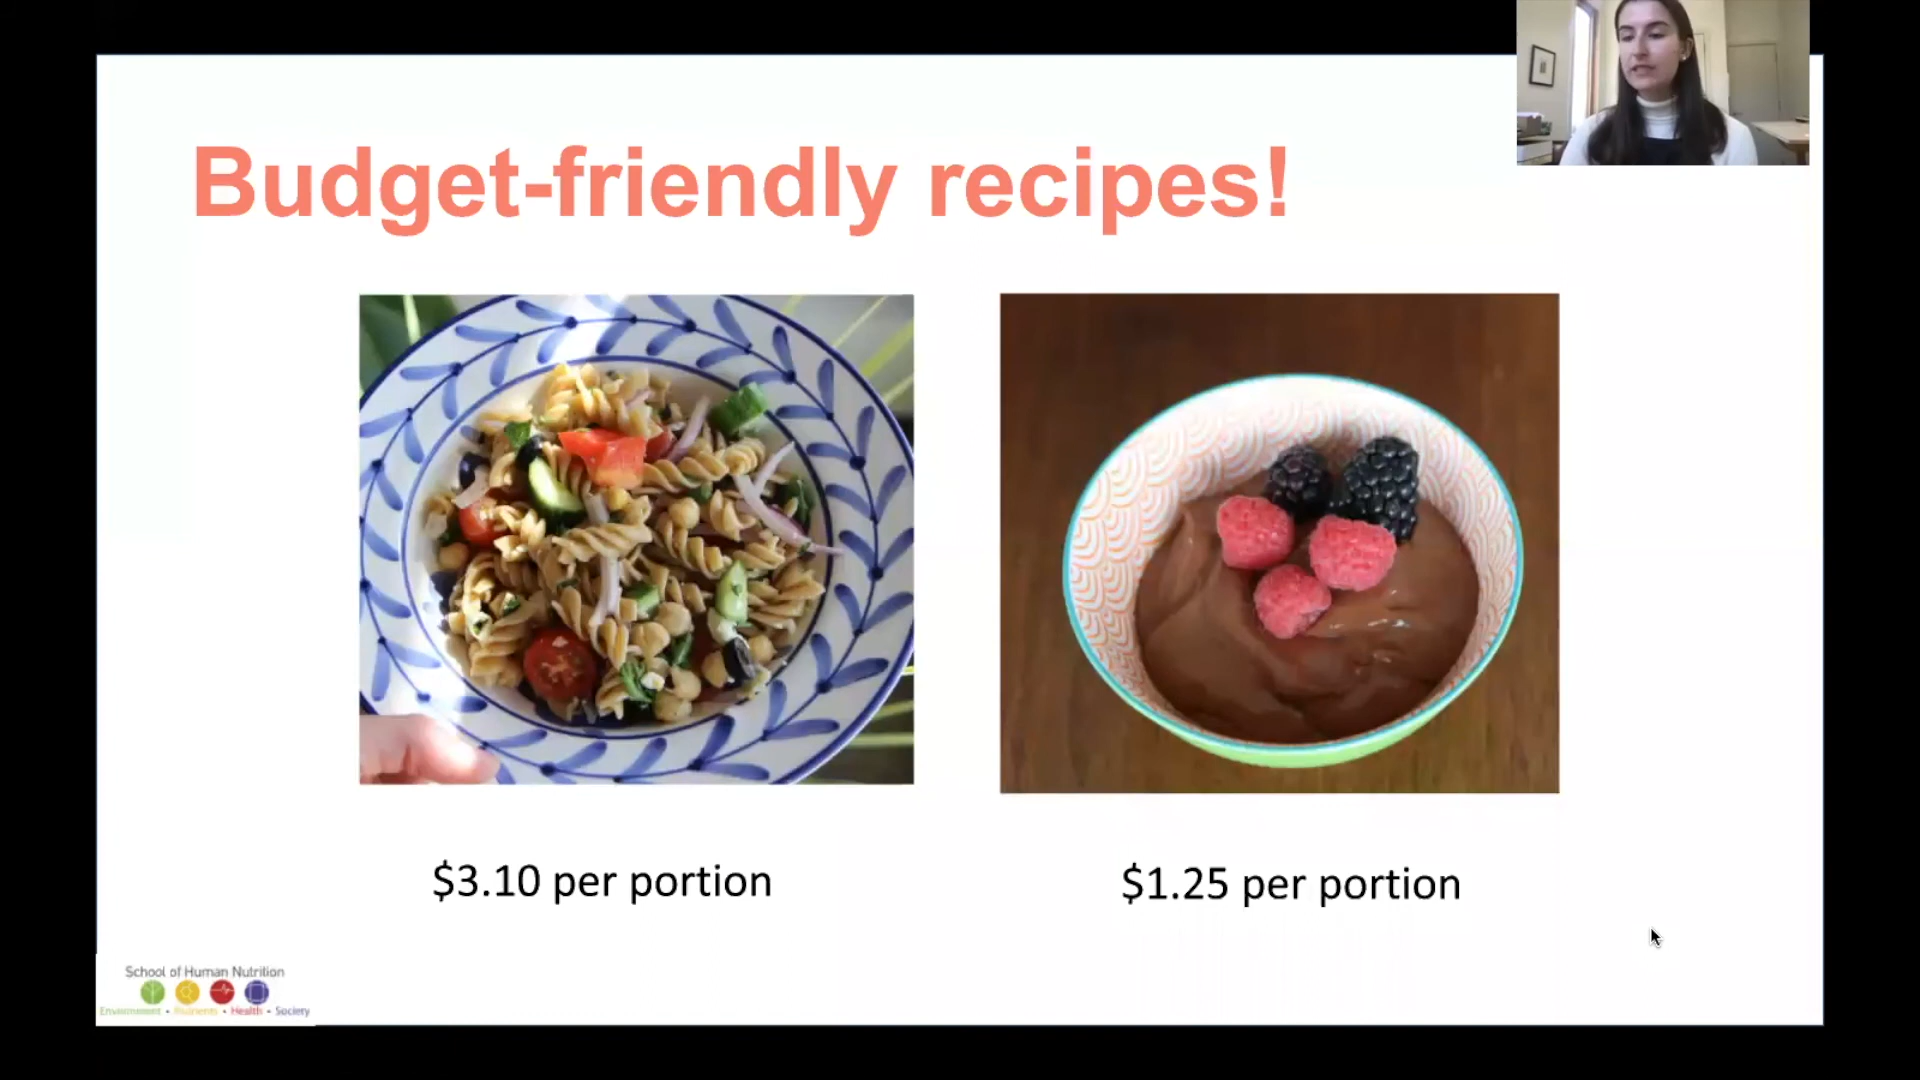 Budget-friendly recipes!
$3.10 per portion
$1.25 per portion
School of Human Nutrition
Environment • Nutrients • Health • Society